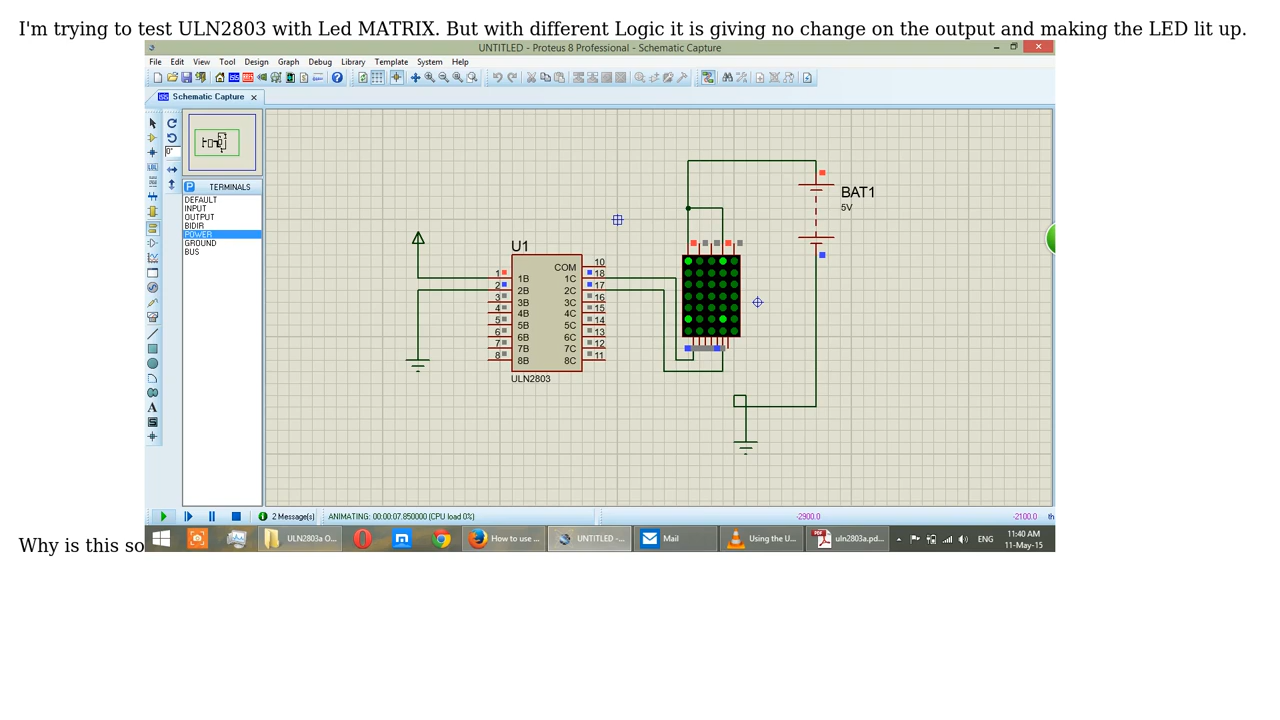 I'm trying to test ULN2803 with Led MATRIX. But with different Logic it is giving no change on the output and making the LED lit up.
UNTITLED - Proteus 8 Professional - Schematic Capture
File Edit View Tool Design Graph Debug Library Template System Help
Schematic Capture
0°
TERMINALS
DEFAULT
INPUT
OUTPUT
BIDIR
POWER
GROUND
BUS
BAT1
5V
U1
COM 10
1 1B 1C 18
2 2B 2C 17
3 3B 3C 16
4 4B 4C 15
5 5B 5C 14
6 6B 6C 13
7 7B 7C 12
8 8B 8C 11
ULN2803
2 Message(s) ANIMATING: 00:00:07.850000 (CPU load 0%) -2900.0 -2100.0 th
ULN2803a O... How to use ... UNTITLED -... Mail Using the U... uln2803a.pd... ENG 11:40 AM
11-May-15
Why is this so